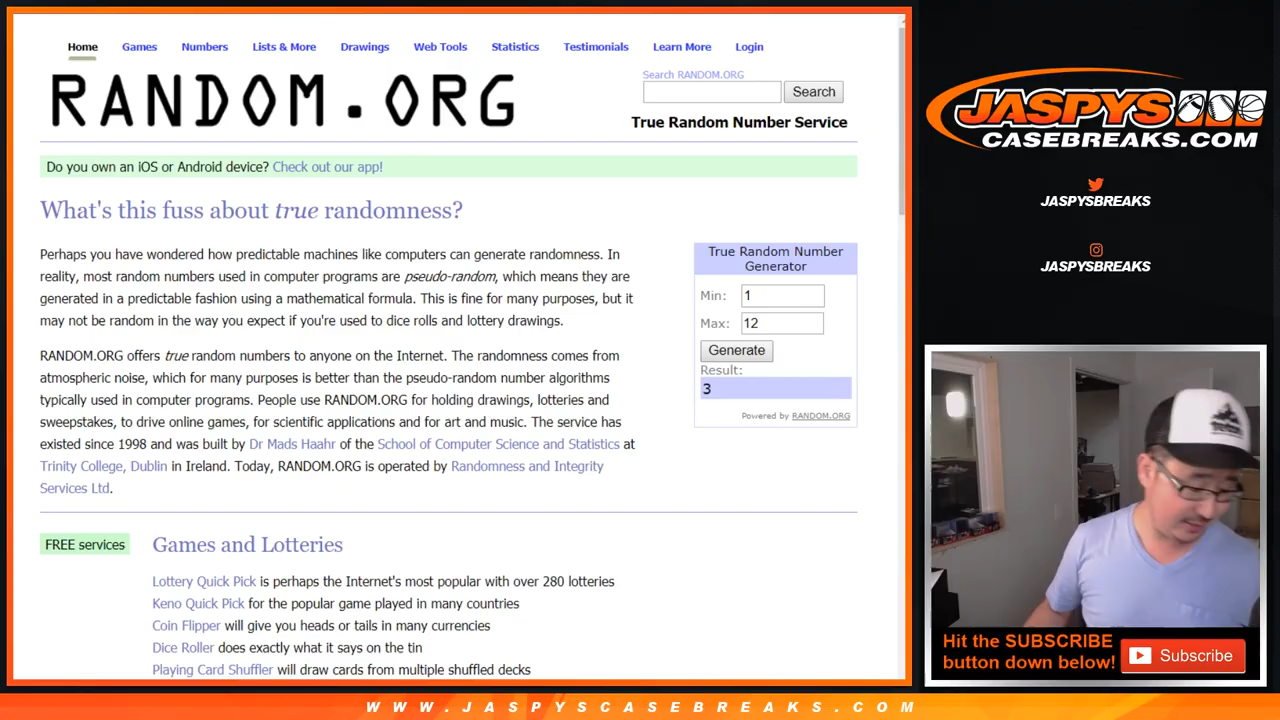 Home Games Numbers Lists & More Drawings Web Tools Statistics Testimonials Learn More Login
RANDOM.ORG
Search RANDOM.ORG
Search
True Random Number Service
Do you own an iOS or Android device? Check out our app!
What's this fuss about true randomness?
Perhaps you have wondered how predictable machines like computers can generate randomness. In
reality, most random numbers used in computer programs are pseudo-random, which means they are
generated in a predictable fashion using a mathematical formula. This is fine for many purposes, but it
may not be random in the way you expect if you're used to dice rolls and lottery drawings.
RANDOM.ORG offers true random numbers to anyone on the Internet. The randomness comes from
atmospheric noise, which for many purposes is better than the pseudo-random number algorithms
typically used in computer programs. People use RANDOM.ORG for holding drawings, lotteries and
sweepstakes, to drive online games, for scientific applications and for art and music. The service has
existed since 1998 and was built by Dr Mads Haahr of the School of Computer Science and Statistics at
Trinity College, Dublin in Ireland. Today, RANDOM.ORG is operated by Randomness and Integrity
Services Ltd.
True Random Number
Generator
Min: 1
Max: 12
Generate
Result:
3
Powered by RANDOM.ORG
FREE services
Games and Lotteries
Lottery Quick Pick is perhaps the Internet's most popular with over 280 lotteries
Keno Quick Pick for the popular game played in many countries
Coin Flipper will give you heads or tails in many currencies
Dice Roller does exactly what it says on the tin
Playing Card Shuffler will draw cards from multiple shuffled decks
JASPYS
CASEBREAKS.COM
JASPYSBREAKS
JASPYSBREAKS
Hit the SUBSCRIBE
button down below!
Subscribe
WWW.JASPYSCASEBREAKS.COM